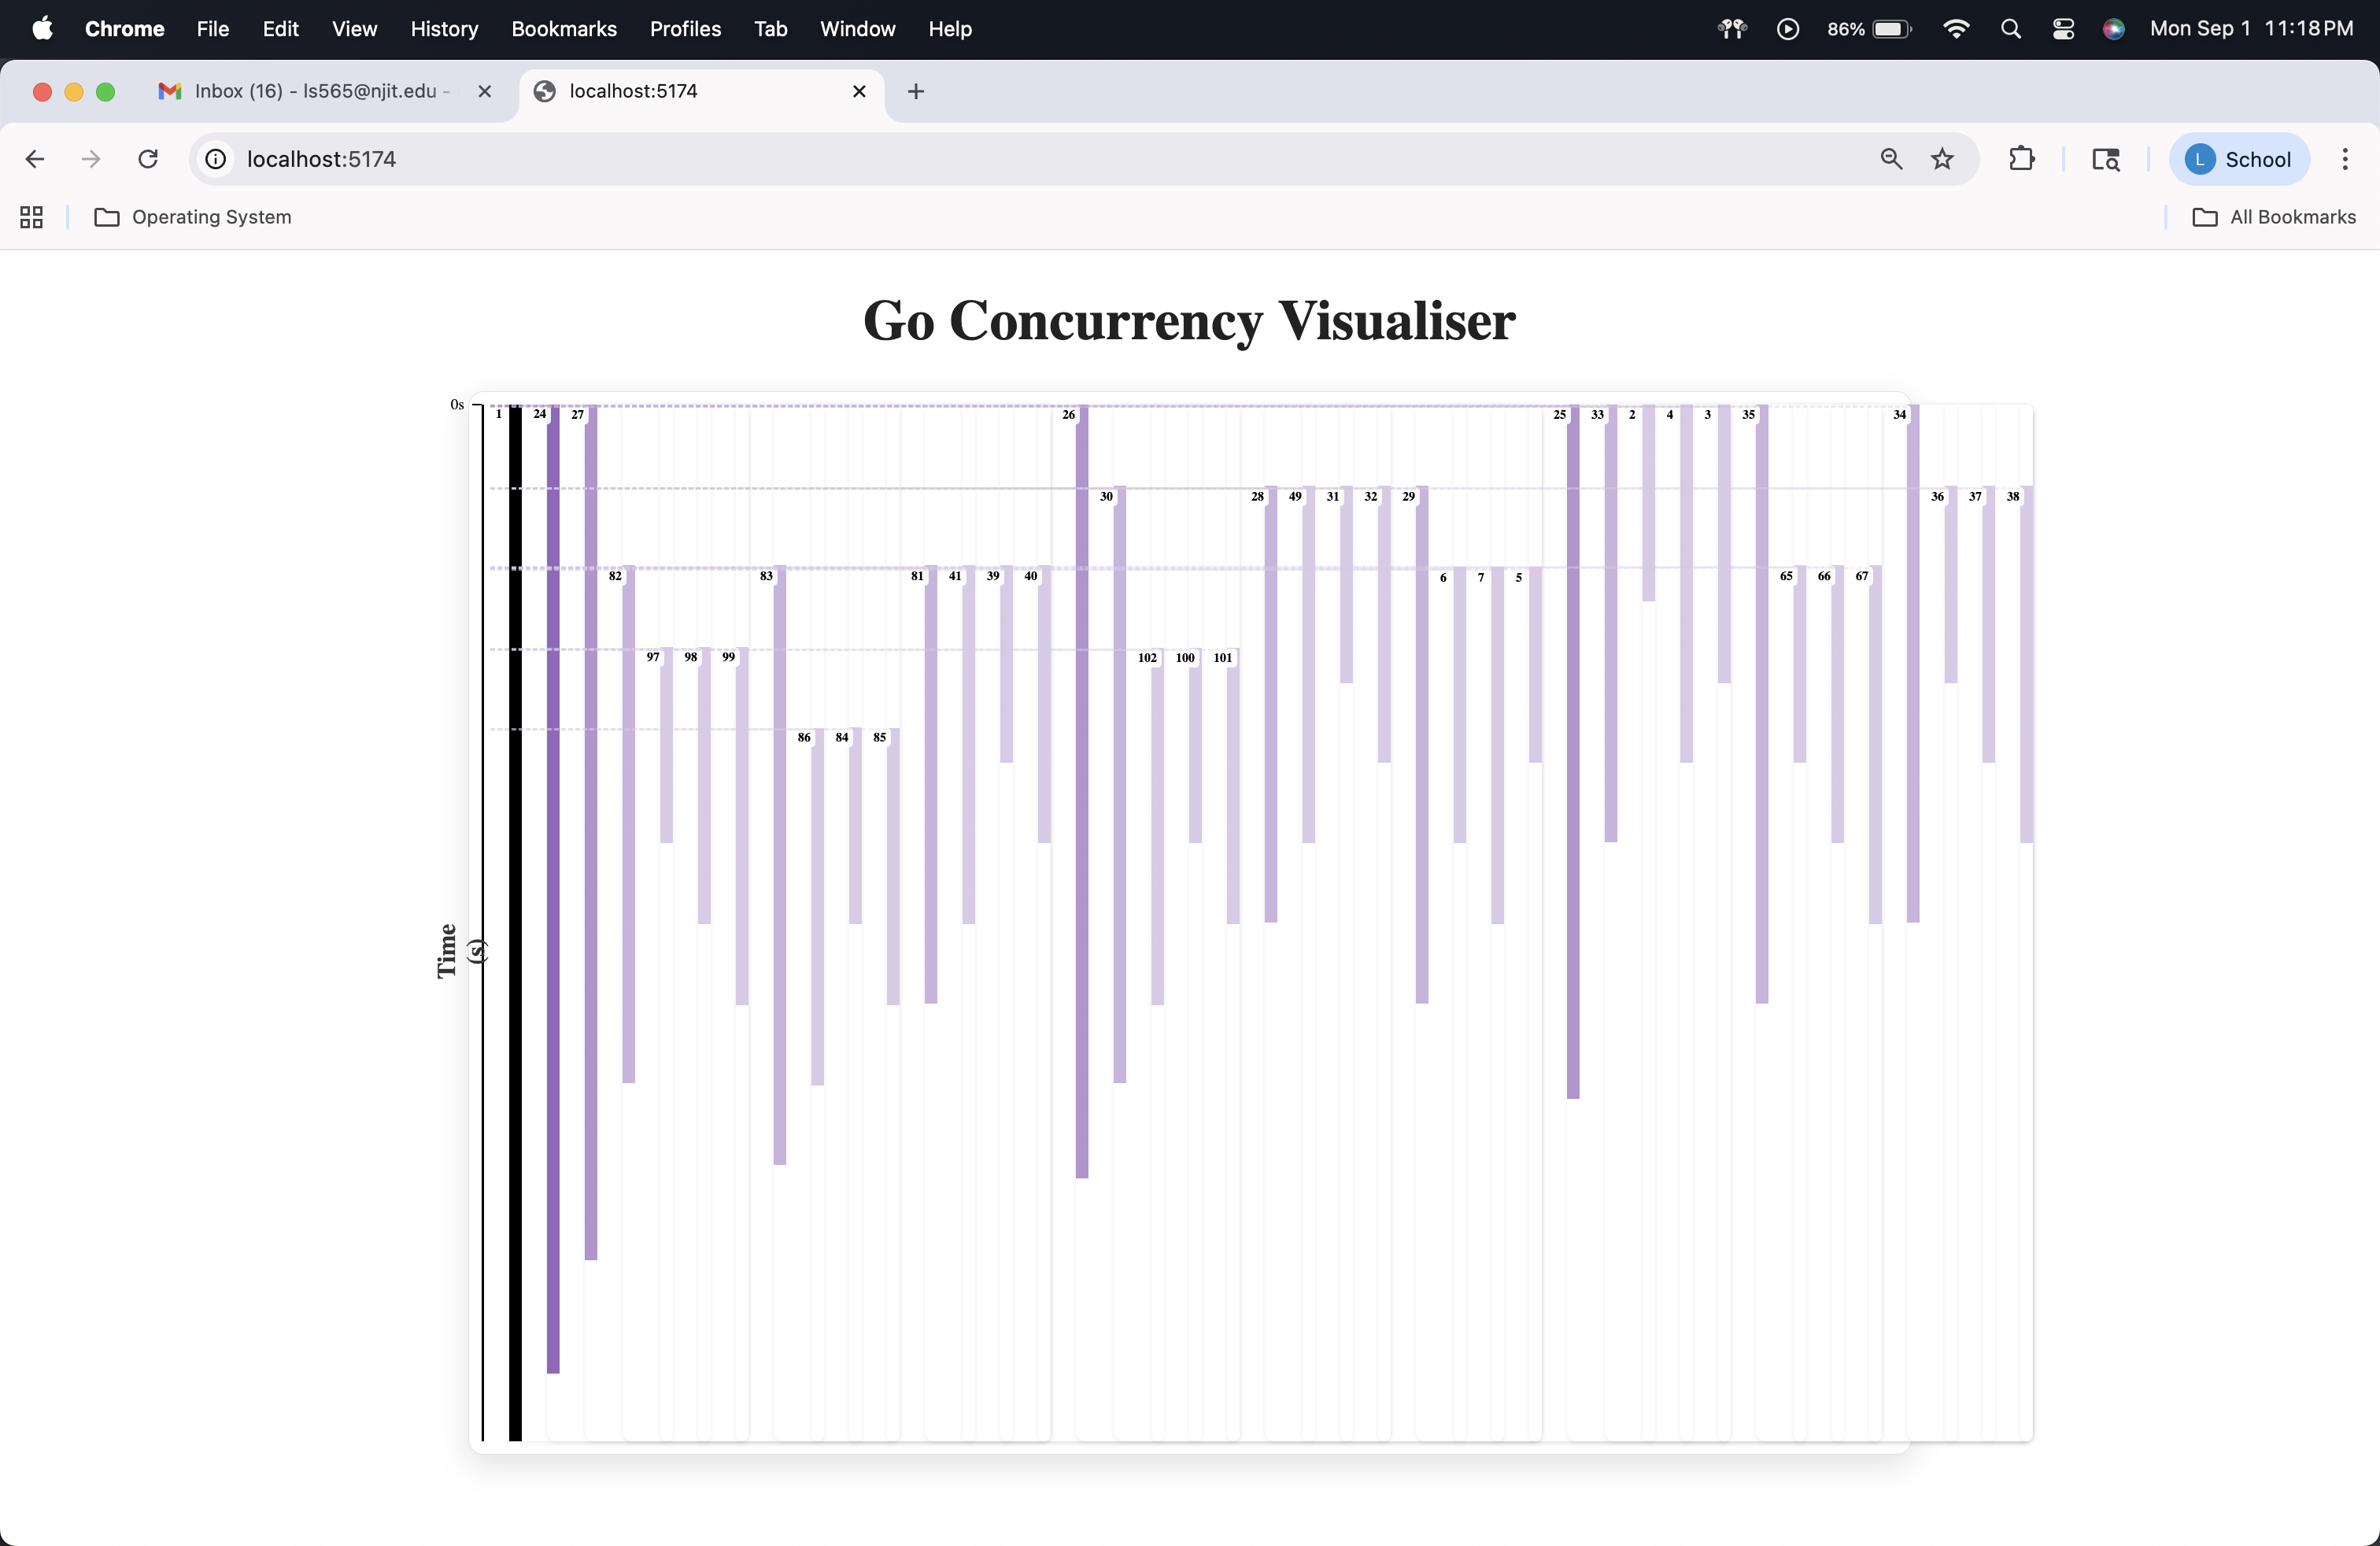 Chrome File Edit View History Bookmarks Profiles Tab Window Help 86% Mon Sep 1 11:18 PM
Inbox (16) - ls565@njit.edu - localhost:5174
localhost:5174 L School
Operating System All Bookmarks
Go Concurrency Visualiser
0s 1 24 27 26 25 33 2 4 3 35 34
30 28 49 31 32 29 36 37 38
82 83 81 41 39 40 6 7 5 65 66 67
97 98 99 102 100 101
86 84 85
Time
(s)